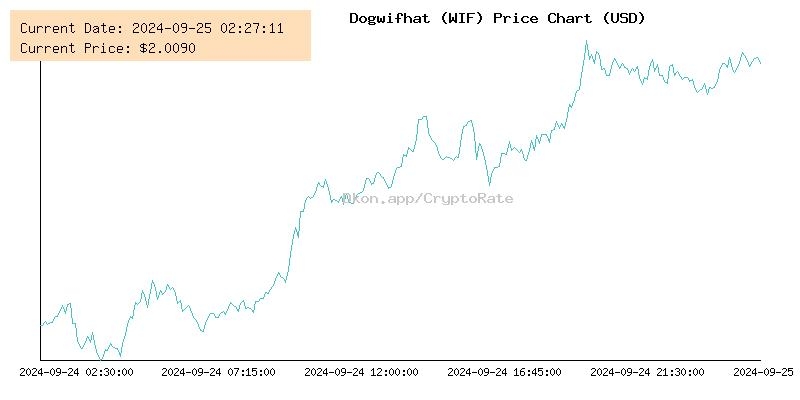 Dogwifhat (WIF) Price Chart (USD)
Current Date: 2024-09-25 02:27:11
Current Price: $2.0090
kon.app/CryptoRate
2024-09-24 02:30:00 2024-09-24 07:15:00 2024-09-24 12:00:00 2024-09-24 16:45:00 2024-09-24 21:30:00 2024-09-25